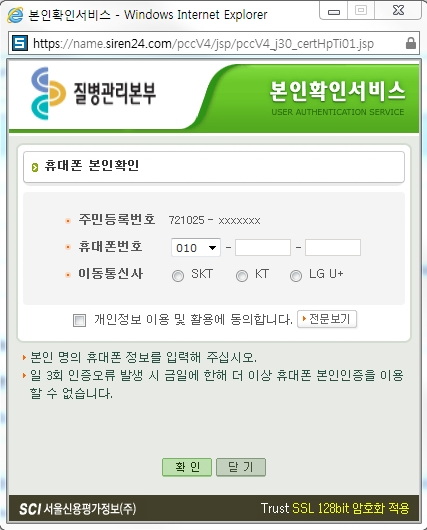 본인확인서비스 - Windows Internet Explorer
https://name.siren24.com/pccV4/jsp/pccV4_j30_certHpTi01.jsp
질병관리본부
본인확인서비스
USER AUTHENTICATION SERVICE
휴대폰 본인확인
주민등록번호 721025 - xxxxxxx
휴대폰번호 010 - -
이동통신사 SKT KT LG U+
개인정보 이용 및 활용에 동의합니다. 전문보기
본인 명의 휴대폰 정보를 입력해 주십시오.
일 3회 인증오류 발생 시 금일에 한해 더 이상 휴대폰 본인인증을 이용
할 수 없습니다.
확 인 닫 기
SCI 서울신용평가정보(주) Trust SSL 128bit 암호화 적용